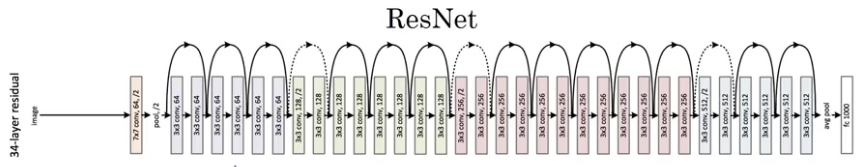 ResNet
34-layer residual
image
7x7 conv, 64, /2
pool, /2
3x3 conv, 64
3x3 conv, 64
3x3 conv, 64
3x3 conv, 64
3x3 conv, 64
3x3 conv, 64
3x3 conv, 128, /2
3x3 conv, 128
3x3 conv, 128
3x3 conv, 128
3x3 conv, 128
3x3 conv, 128
3x3 conv, 128
3x3 conv, 128
3x3 conv, 256, /2
3x3 conv, 256
3x3 conv, 256
3x3 conv, 256
3x3 conv, 256
3x3 conv, 256
3x3 conv, 256
3x3 conv, 256
3x3 conv, 256
3x3 conv, 256
3x3 conv, 256
3x3 conv, 256
3x3 conv, 512, /2
3x3 conv, 512
3x3 conv, 512
3x3 conv, 512
3x3 conv, 512
3x3 conv, 512
avg pool
fc 1000